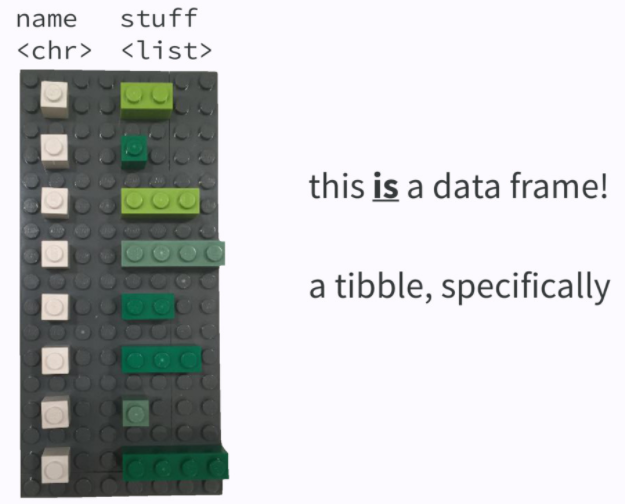 name stuff
<chr> <list>
this is a data frame!
a tibble, specifically